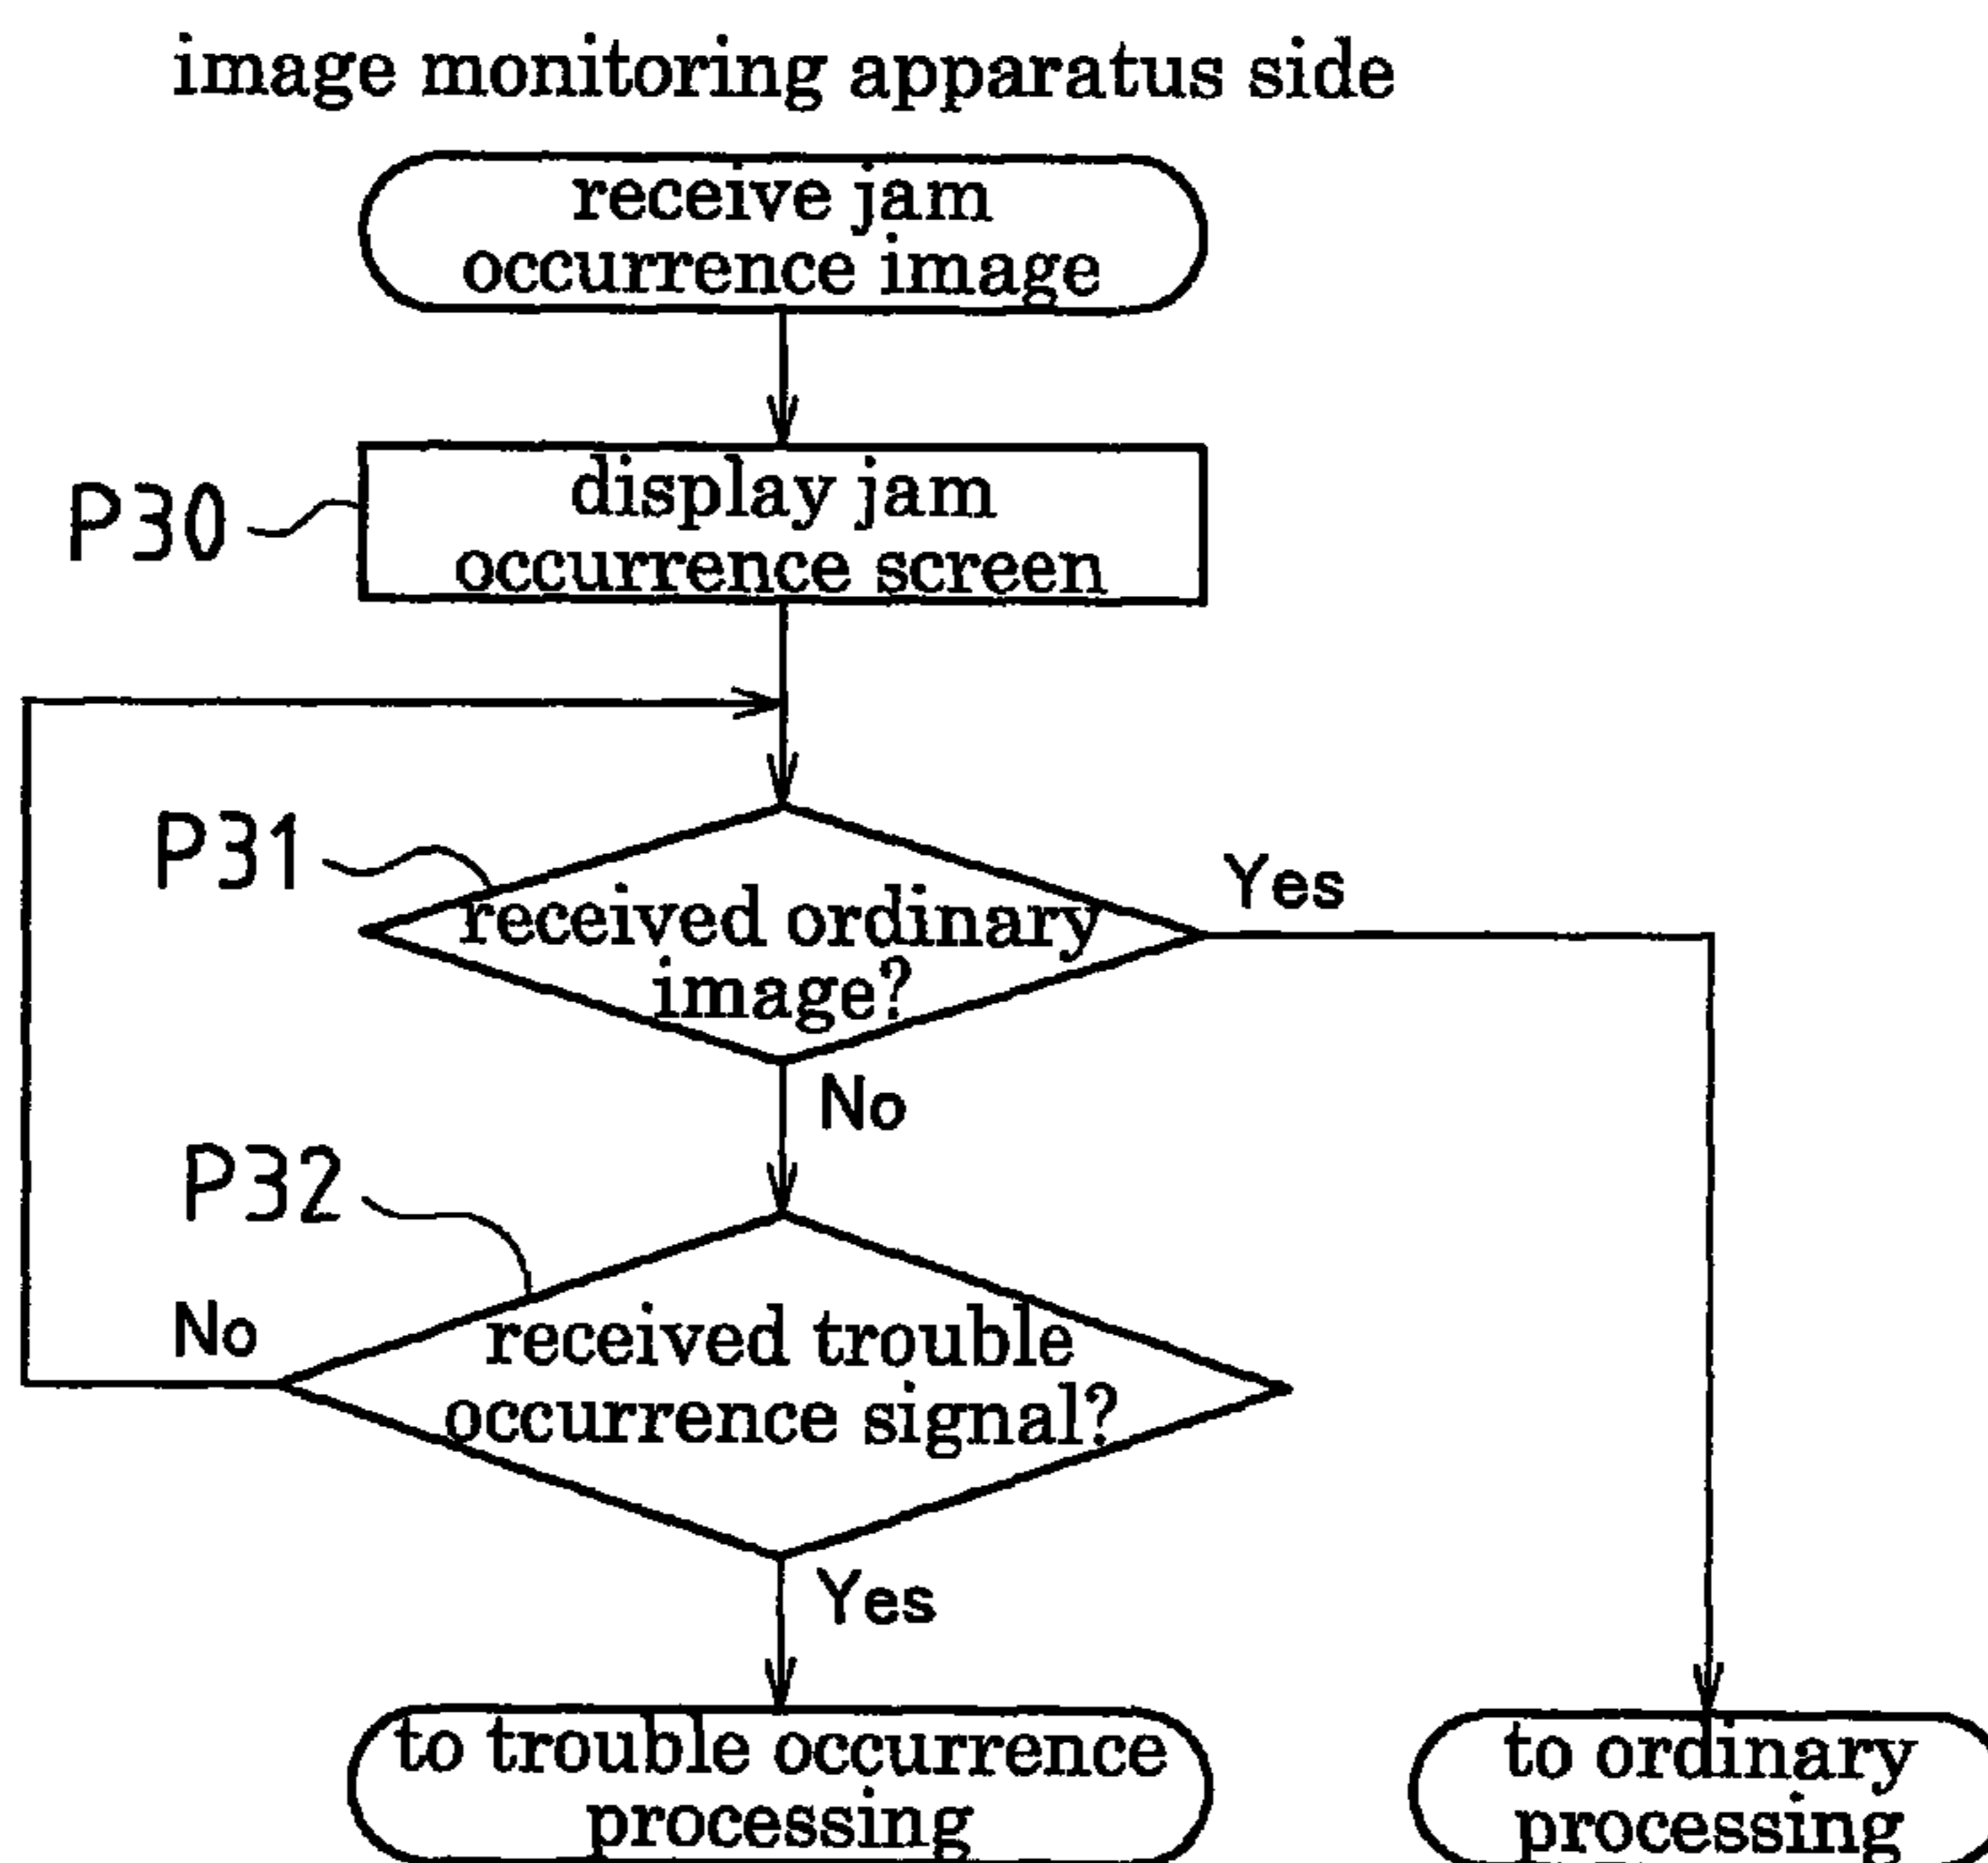 image monitoring apparatus side
receive jam
occurrence image
P30
display jam
occurrence screen
P31
received ordinary
image?
Yes
No
P32
received trouble
occurrence signal?
No
Yes
to trouble occurrence
processing
to ordinary
processing